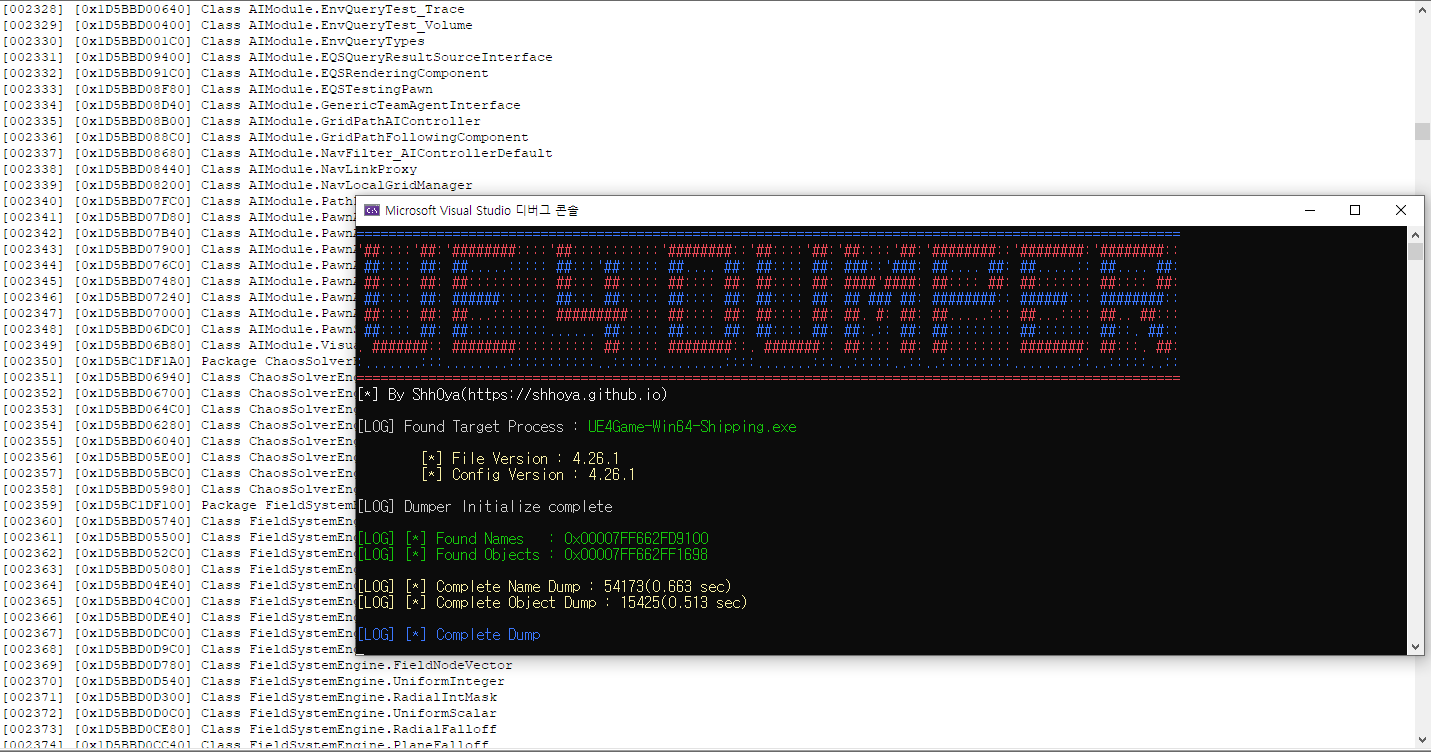 [002328] [0x1D5BBD00640] Class AIModule.EnvQueryTest_Trace
[002329] [0x1D5BBD00400] Class AIModule.EnvQueryTest_Volume
[002330] [0x1D5BBD001C0] Class AIModule.EnvQueryTypes
[002331] [0x1D5BBD09400] Class AIModule.EQSQueryResultSourceInterface
[002332] [0x1D5BBD091C0] Class AIModule.EQSRenderingComponent
[002333] [0x1D5BBD08F80] Class AIModule.EQSTestingPawn
[002334] [0x1D5BBD08D40] Class AIModule.GenericTeamAgentInterface
[002335] [0x1D5BBD08B00] Class AIModule.GridPathAIController
[002336] [0x1D5BBD088C0] Class AIModule.GridPathFollowingComponent
[002337] [0x1D5BBD08680] Class AIModule.NavFilter_AIControllerDefault
[002338] [0x1D5BBD08440] Class AIModule.NavLinkProxy
[002339] [0x1D5BBD08200] Class AIModule.NavLocalGridManager
[002340] [0x1D5BBD07FC0] Class AIModule.Path
[002341] [0x1D5BBD07D80] Class AIModule.Pawn
[002342] [0x1D5BBD07B40] Class AIModule.Pawn
[002343] [0x1D5BBD07900] Class AIModule.Pawn
[002344] [0x1D5BBD076C0] Class AIModule.Pawn
[002345] [0x1D5BBD07480] Class AIModule.Pawn
[002346] [0x1D5BBD07240] Class AIModule.Pawn
[002347] [0x1D5BBD07000] Class AIModule.Pawn
[002348] [0x1D5BBD06DC0] Class AIModule.Pawn
[002349] [0x1D5BBD06B80] Class AIModule.Visua
[002350] [0x1D5BC1DF1A0] Package ChaosSolver
[002351] [0x1D5BBD06940] Class ChaosSolverEn
[002352] [0x1D5BBD06700] Class ChaosSolverEn
[002353] [0x1D5BBD064C0] Class ChaosSolverEn
[002354] [0x1D5BBD06280] Class ChaosSolverEn
[002355] [0x1D5BBD06040] Class ChaosSolverEn
[002356] [0x1D5BBD05E00] Class ChaosSolverEn
[002357] [0x1D5BBD05BC0] Class ChaosSolverEn
[002358] [0x1D5BBD05980] Class ChaosSolverEn
[002359] [0x1D5BC1DF100] Package FieldSystem
[002360] [0x1D5BBD05740] Class FieldSystemEn
[002361] [0x1D5BBD05500] Class FieldSystemEn
[002362] [0x1D5BBD052C0] Class FieldSystemEn
[002363] [0x1D5BBD05080] Class FieldSystemEn
[002364] [0x1D5BBD04E40] Class FieldSystemEn
[002365] [0x1D5BBD04C00] Class FieldSystemEn
[002366] [0x1D5BBD0DE40] Class FieldSystemEn
[002367] [0x1D5BBD0DC00] Class FieldSystemEn
[002368] [0x1D5BBD0D9C0] Class FieldSystemEn
[002369] [0x1D5BBD0D780] Class FieldSystemEngine.FieldNodeVector
[002370] [0x1D5BBD0D540] Class FieldSystemEngine.UniformInteger
[002371] [0x1D5BBD0D300] Class FieldSystemEngine.RadialIntMask
[002372] [0x1D5BBD0D0C0] Class FieldSystemEngine.UniformScalar
[002373] [0x1D5BBD0CE80] Class FieldSystemEngine.RadialFalloff
[002374] [0x1D5BBD0CC40] Class FieldSystemEngine.PlaneFalloff
Microsoft Visual Studio 디버그 콘솔
UE4DUMPER
[*] By ShhOya(https://shhoya.github.io)
[LOG] Found Target Process : UE4Game-Win64-Shipping.exe
[*] File Version : 4.26.1
[*] Config Version : 4.26.1
[LOG] Dumper Initialize complete
[LOG] [*] Found Names : 0x00007FF662FD9100
[LOG] [*] Found Objects : 0x00007FF662FF1698
[LOG] [*] Complete Name Dump : 54173(0.663 sec)
[LOG] [*] Complete Object Dump : 15425(0.513 sec)
[LOG] [*] Complete Dump